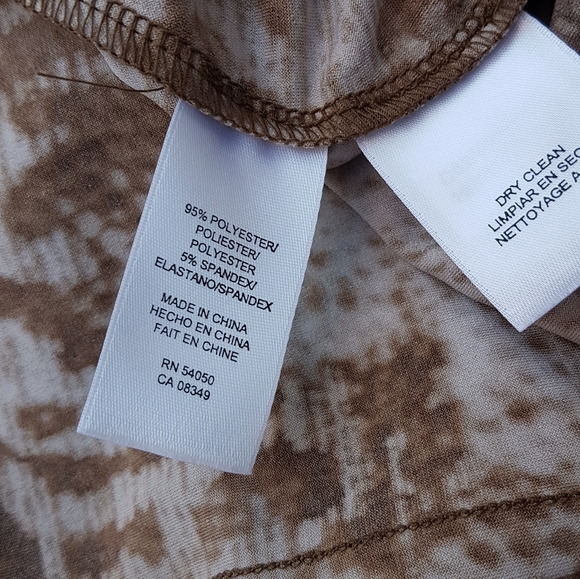 95% POLYESTER/
POLIESTER/
POLYESTER
5% SPANDEX/
ELASTANO/SPANDEX
MADE IN CHINA
HECHO EN CHINA
FAIT EN CHINE
RN 54050
CA 08349
DRY CLEAN
LIMPIAR EN SEC
NETTOYAGE A